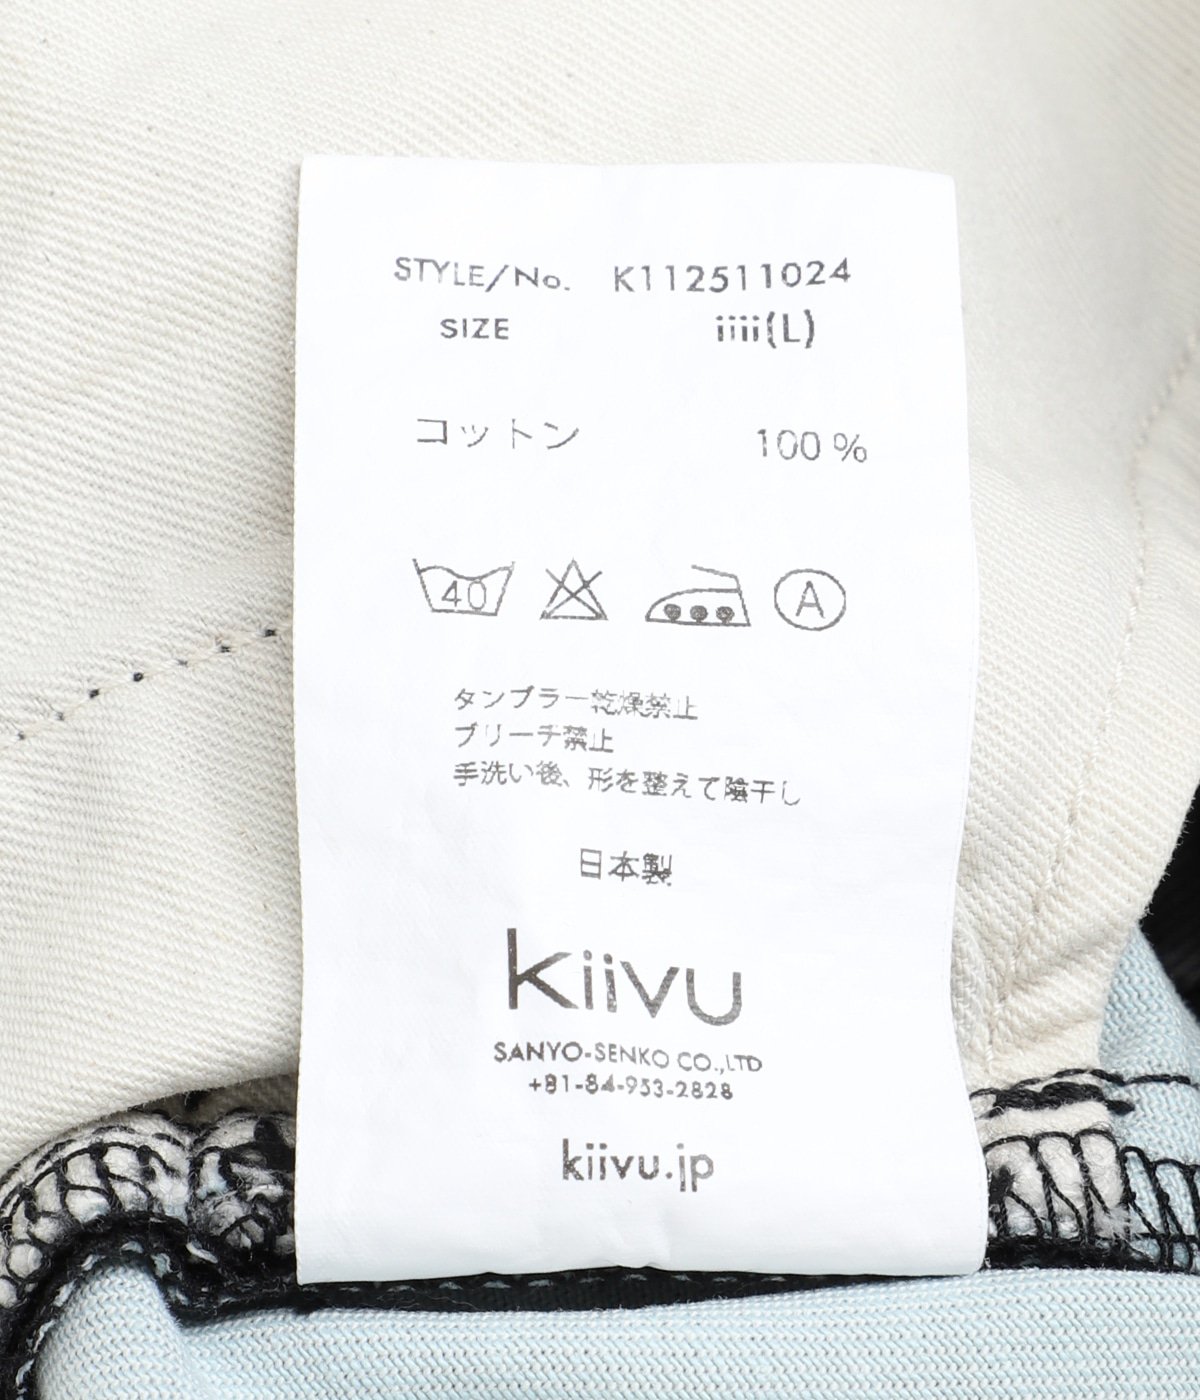 STYLE/No. K112511024
SIZE iiii(L)
コットン 100 %
40 A
タンブラー乾燥禁止
ブリーチ禁止
手洗い後、形を整えて陰干し
日本製
kiivu
SANYO-SENKO CO.,LTD
+81-84-953-2828
kiivu.jp